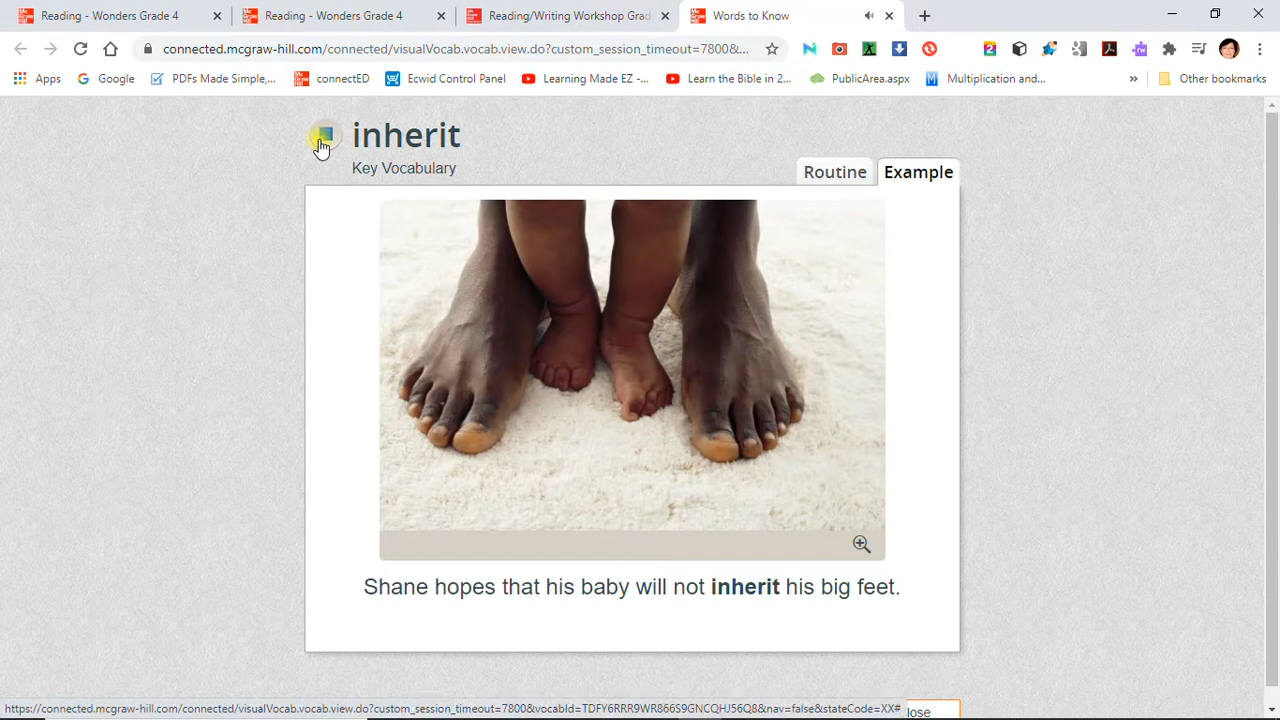 Reading - Wonders Grade 4
Reading - Wonders Grade 4
Reading/Writing Workshop Grad
Words to Know
connected.mcgraw-hill.com/connected/visualVocab.vocab.view.do?custom_session_timeout=7800&...
Apps
Google
PDFs Made Simple,...
connectED
Ecwid Control Panel
Learning Made EZ -...
Learn the Bible in 2...
PublicArea.aspx
Multiplication and...
»
Other bookmarks
inherit
Key Vocabulary
Routine
Example
Shane hopes that his baby will not inherit his big feet.
https://connected.mcgraw-hill.com/connected/visualVocab.vocab.view.do?custom_session_timeout=7800&vocabId=TDFY6RRR9WR866S9GNCQHJ56Q8&nav=false&stateCode=XX#
lose